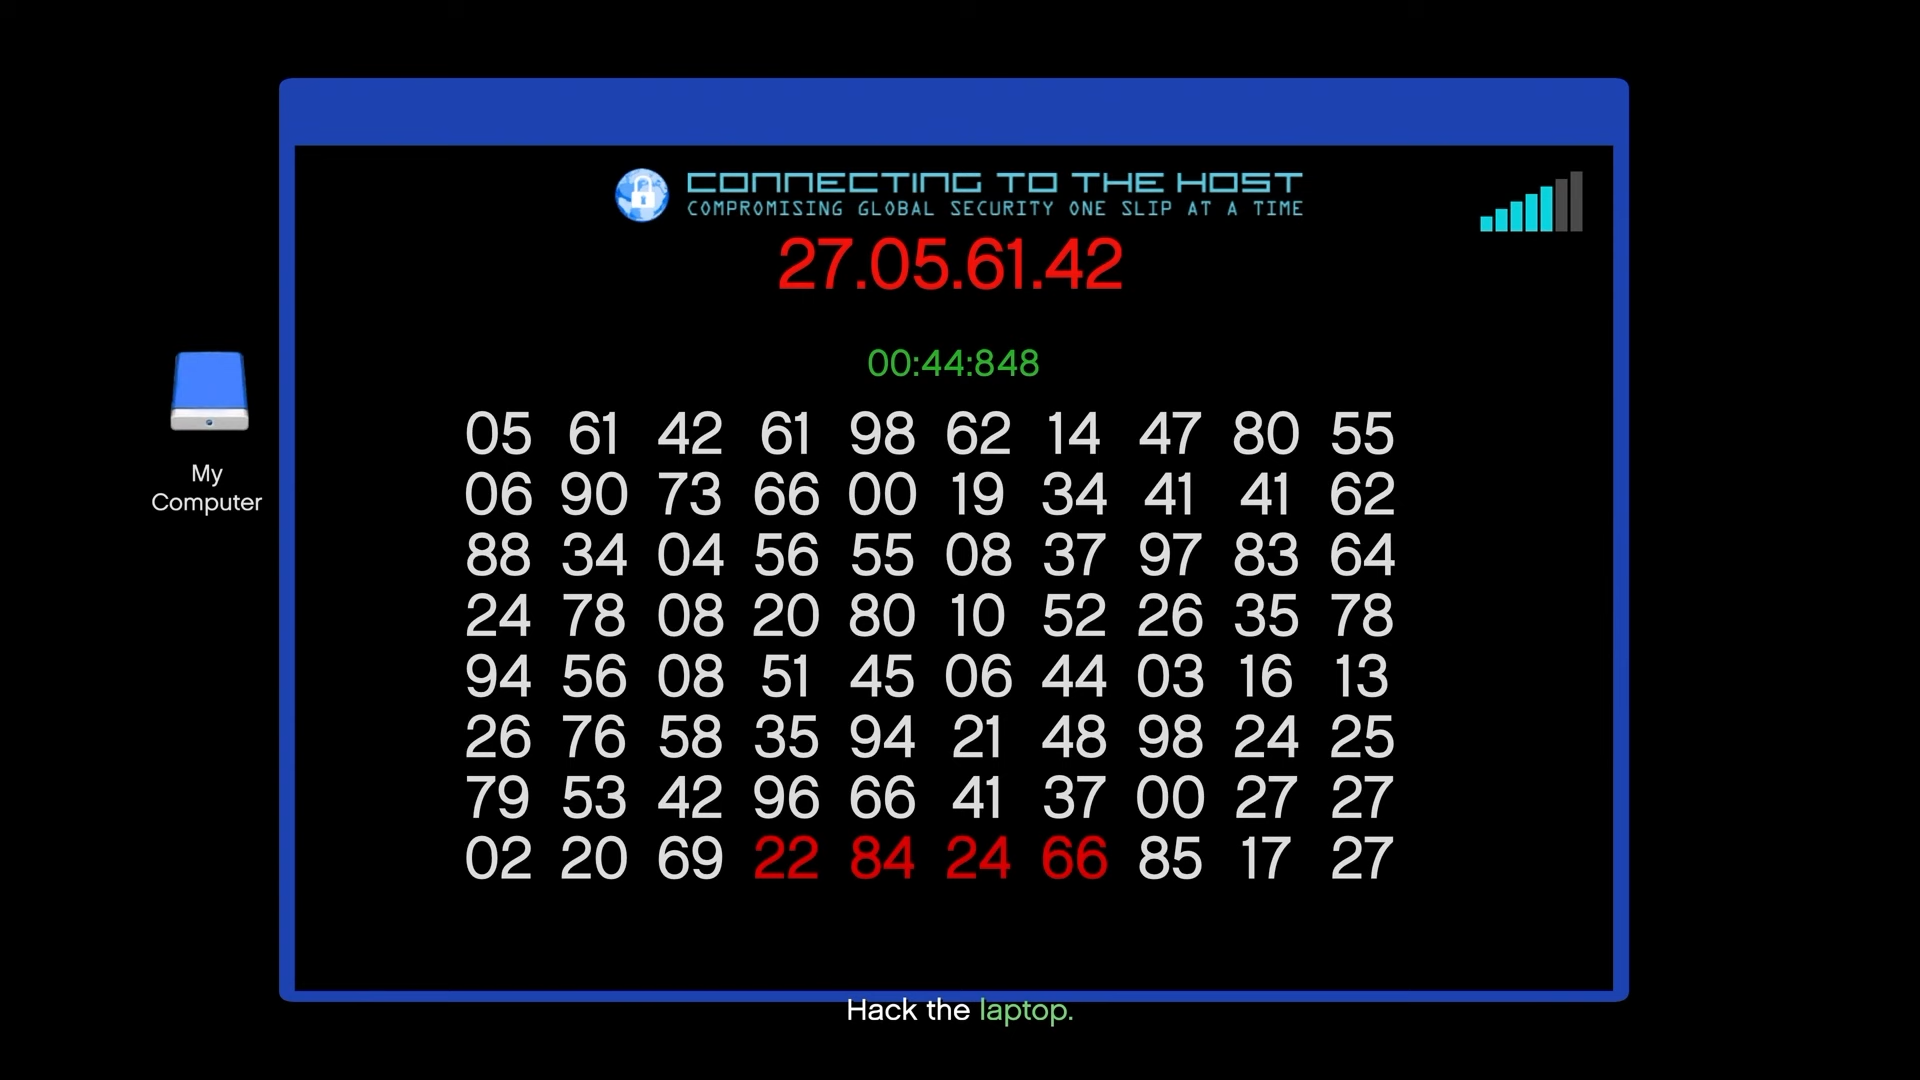 CONNECTING TO THE HOST
COMPROMISING GLOBAL SECURITY ONE SLIP AT A TIME
27.05.61.42
00:44:848
05 61 42 61 98 62 14 47 80 55
06 90 73 66 00 19 34 41 41 62
88 34 04 56 55 08 37 97 83 64
24 78 08 20 80 10 52 26 35 78
94 56 08 51 45 06 44 03 16 13
26 76 58 35 94 21 48 98 24 25
79 53 42 96 66 41 37 00 27 27
02 20 69 22 84 24 66 85 17 27
My
Computer
Hack the laptop.